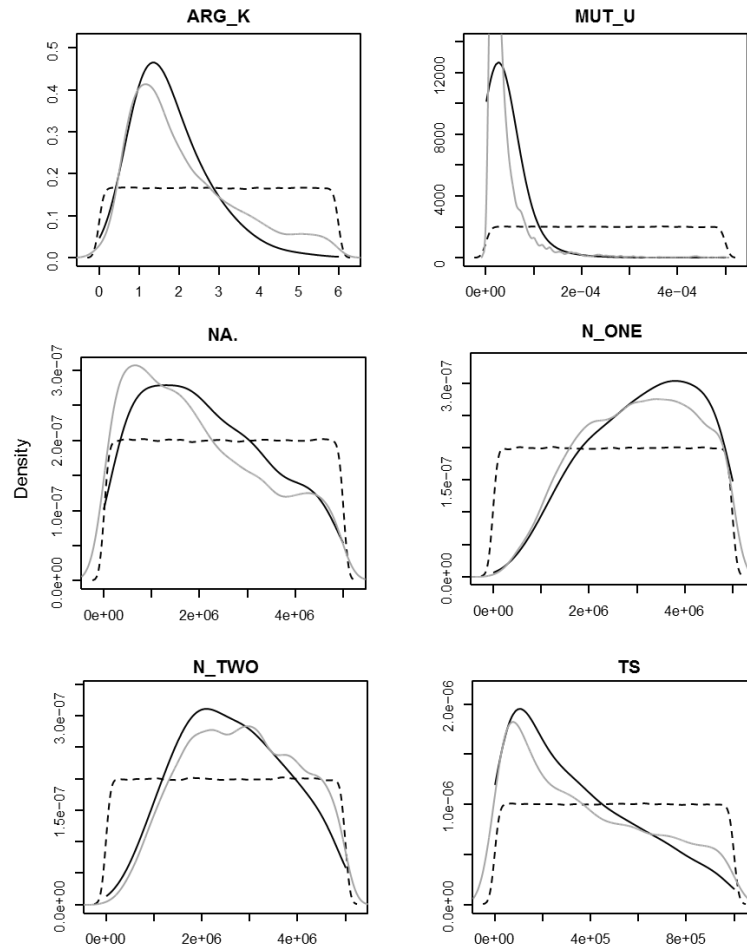 ARG_K
MUT_U
0.5
0.4
0.3
0.2
0.1
0.0
0 1 2 3 4 5 6
12000
8000
4000
0
0e+00 2e−04 4e−04
NA.
N_ONE
Density
3.0e−07
2.0e−07
1.0e−07
0.0e+00
0e+00 2e+06 4e+06
3.0e−07
1.5e−07
0.0e+00
0e+00 2e+06 4e+06
N_TWO
TS
3.0e−07
1.5e−07
0.0e+00
0e+00 2e+06 4e+06
2.0e−06
1.0e−06
0.0e+00
0e+00 4e+05 8e+05